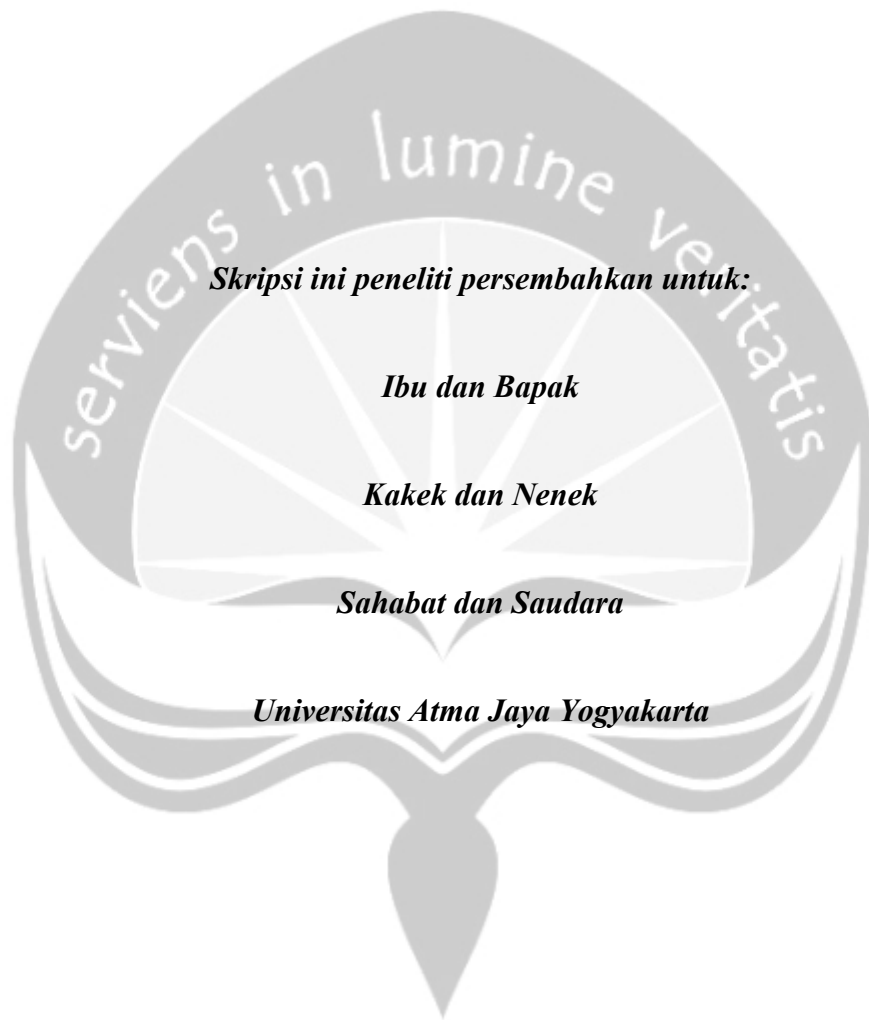 serviens in lumine veritatis
Skripsi ini peneliti persembahkan untuk:
Ibu dan Bapak
Kakek dan Nenek
Sahabat dan Saudara
Universitas Atma Jaya Yogyakarta